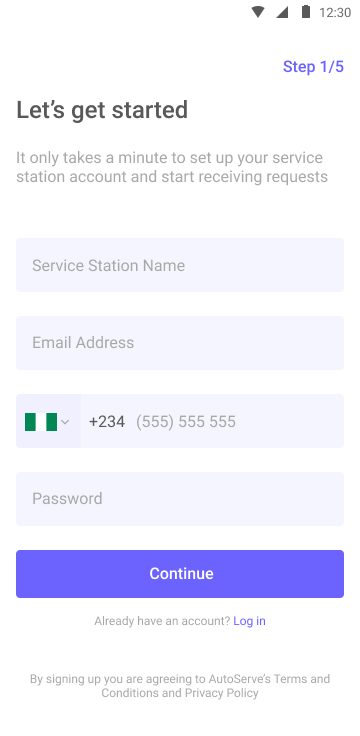 12:30
Step 1/5
Let's get started
It only takes a minute to set up your service
station account and start receiving requests
Service Station Name
Email Address
+234 (555) 555 555
Password
Continue
Already have an account? Log in
By signing up you are agreeing to AutoServe's Terms and
Conditions and Privacy Policy